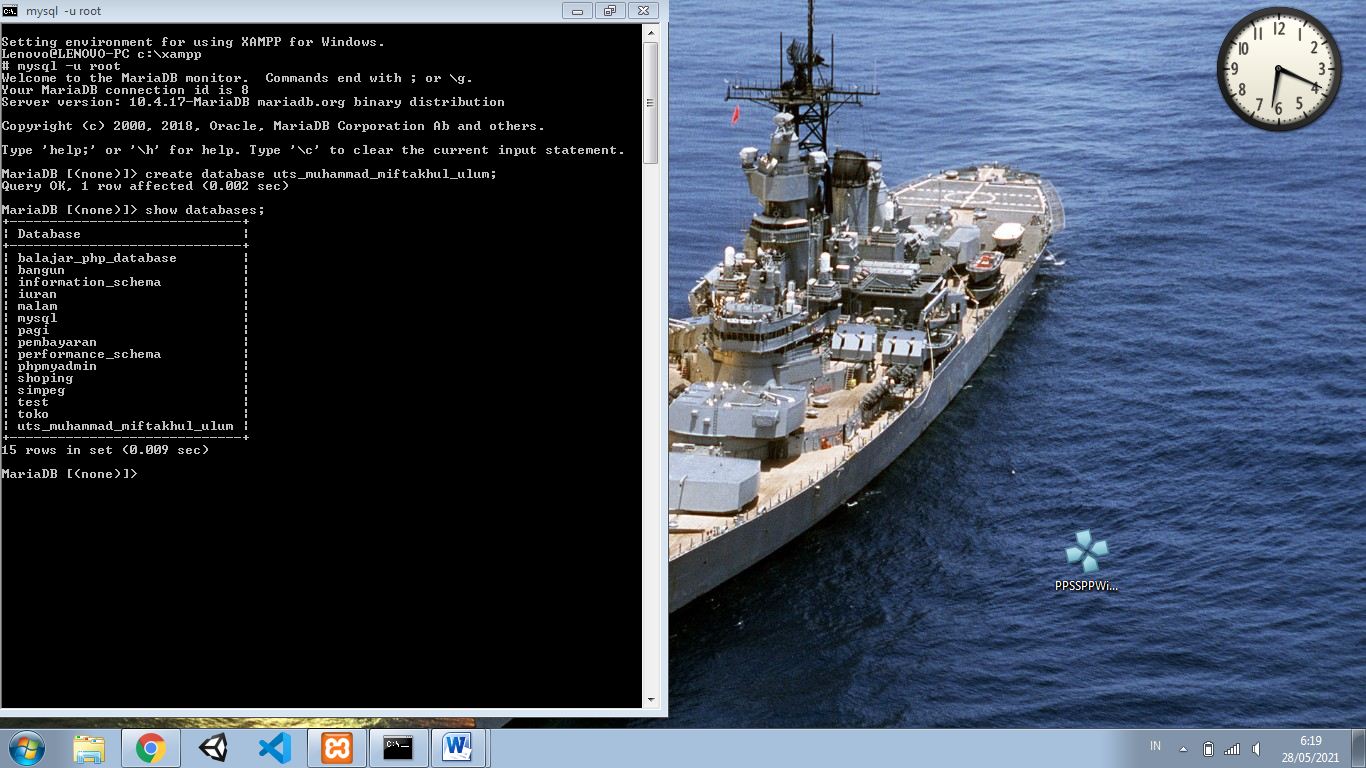 mysql -u root
Setting environment for using XAMPP for Windows.
Lenovo@LENOVO-PC c:\xampp
# mysql -u root
Welcome to the MariaDB monitor.  Commands end with ; or \g.
Your MariaDB connection id is 8
Server version: 10.4.17-MariaDB mariadb.org binary distribution
Copyright (c) 2000, 2018, Oracle, MariaDB Corporation Ab and others.
Type 'help;' or '\h' for help. Type '\c' to clear the current input statement.
MariaDB [(none)]> create database uts_muhammad_miftakhul_ulum;
Query OK, 1 row affected (0.002 sec)
MariaDB [(none)]> show databases;
+-----------------------------+
| Database                    |
+-----------------------------+
| balajar_php_database        |
| bangun                      |
| information_schema          |
| iuran                       |
| malam                       |
| mysql                       |
| pagi                        |
| pembayaran                  |
| performance_schema          |
| phpmyadmin                  |
| shoping                     |
| simpeg                      |
| test                        |
| toko                        |
| uts_muhammad_miftakhul_ulum |
+-----------------------------+
15 rows in set (0.009 sec)
MariaDB [(none)]>
12
1
2
3
4
5
6
7
8
9
10
11
PPSSPPWi...
C:\
W
IN
6:19
28/05/2021